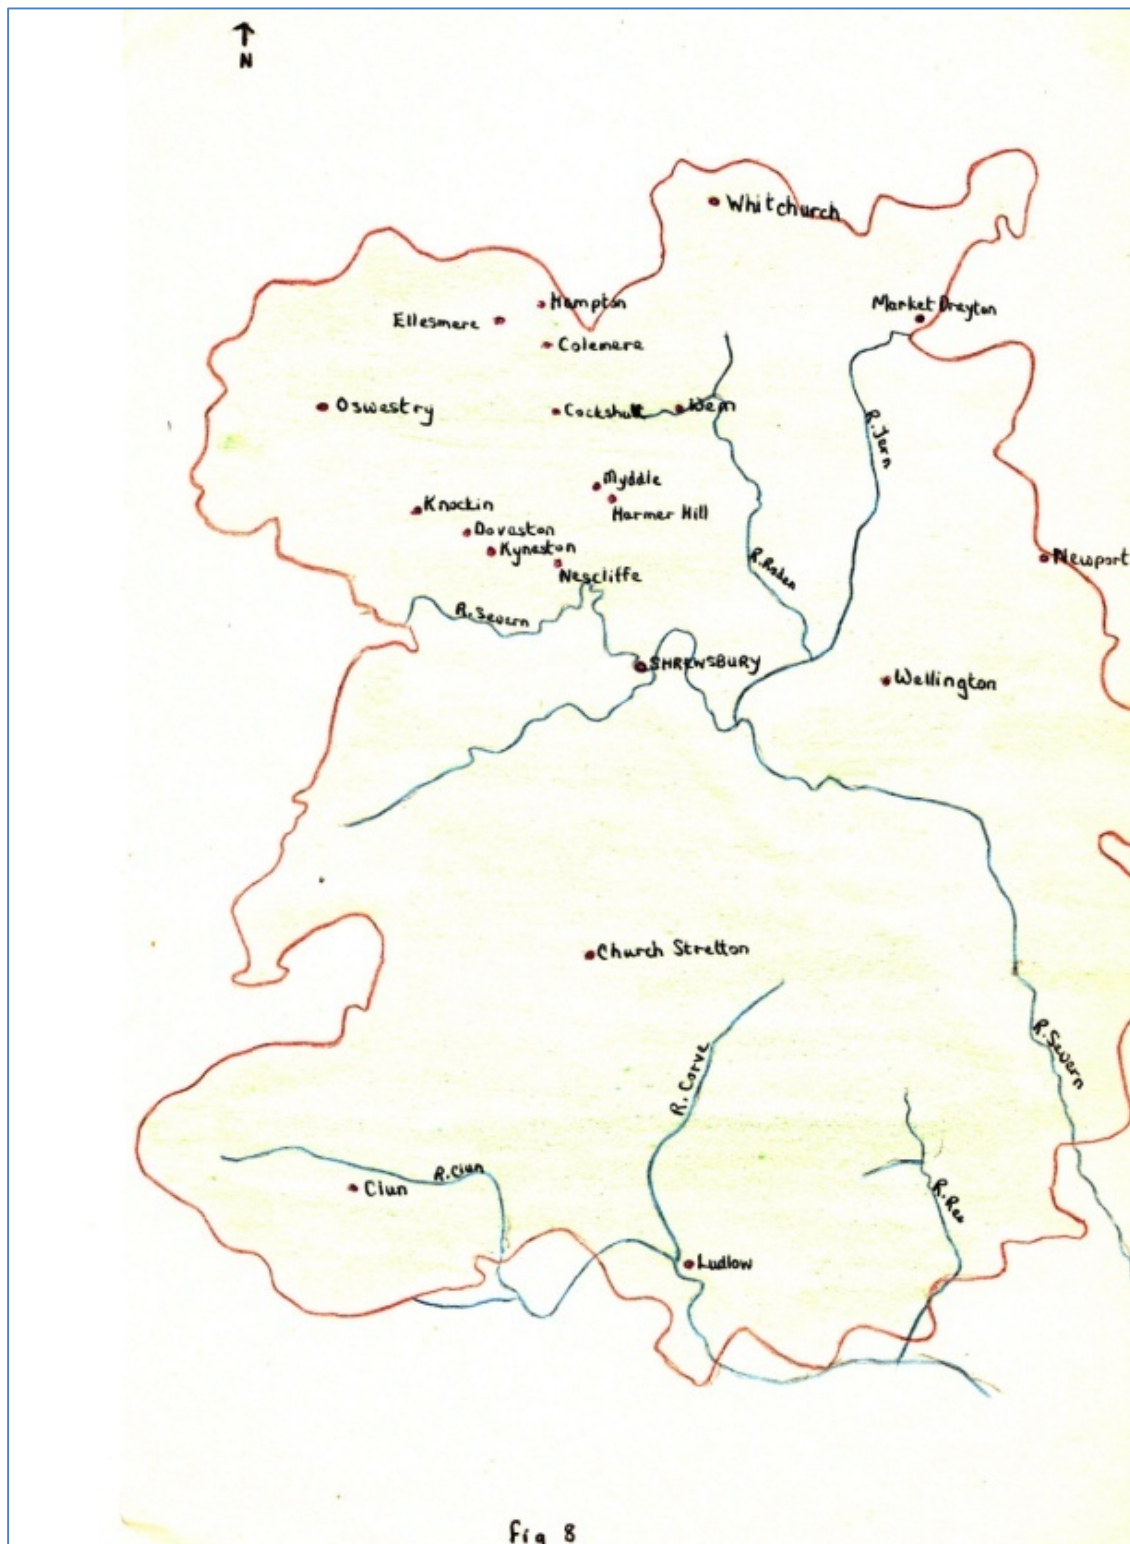 N
Whitchurch
Hampton
Market Drayton
Ellesmere
Colemere
Oswestry
Cockshutt
Wem
R. Tern
Myddle
Knockin
Harmer Hill
Dovaston
Kyneston
Newport
R. Roden
Nescliffe
R. Severn
SHREWSBURY
Wellington
Church Stretton
R. Severn
R. Corve
R. Clun
Clun
R. Rea
Ludlow
Fig 8